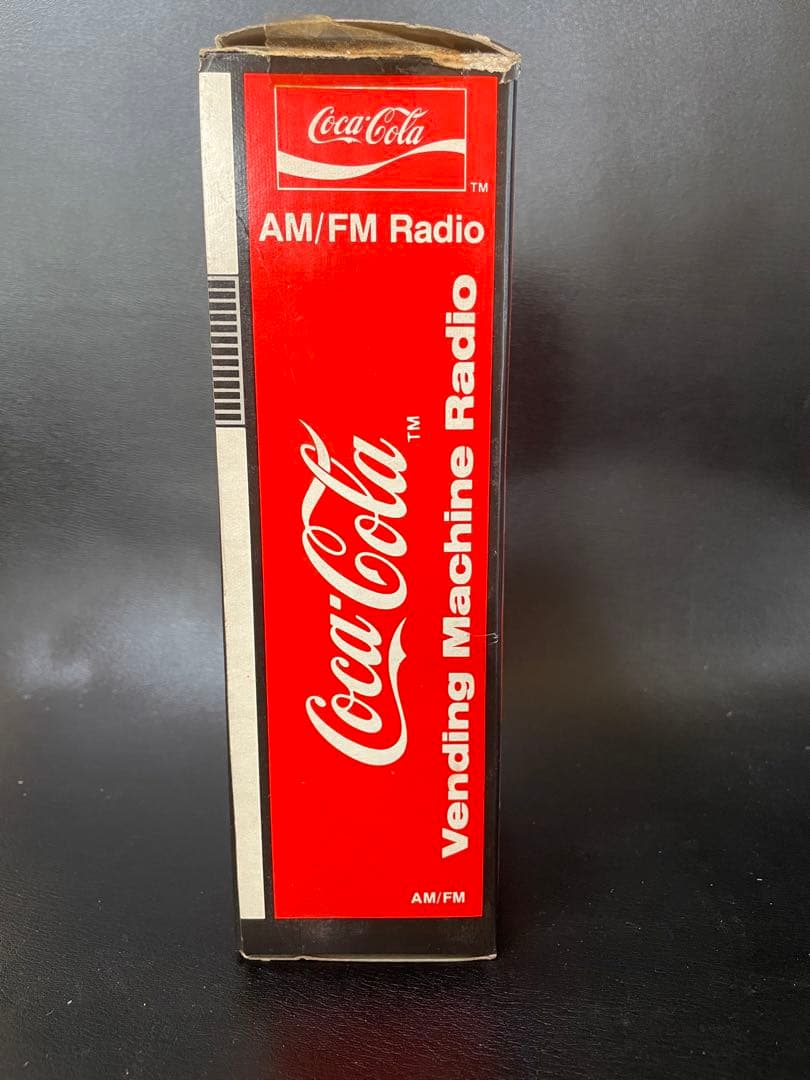 Coca-Cola
TM
AM/FM Radio
Coca-Cola
TM
Vending Machine Radio
AM/FM